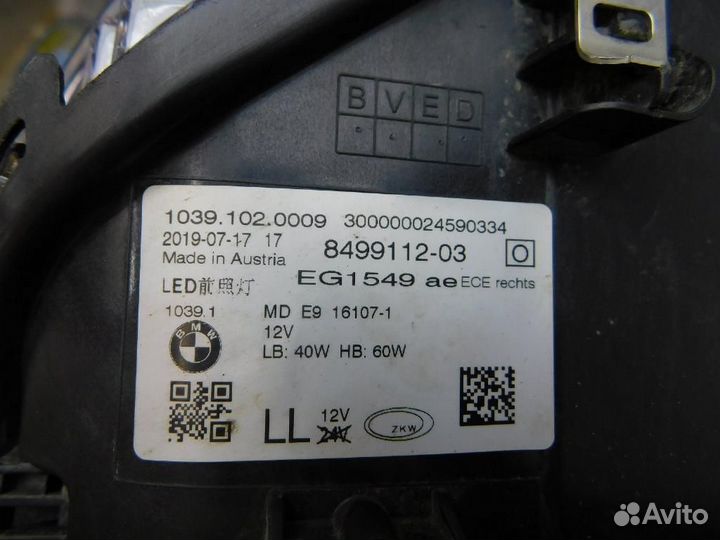 BVED
1039.102.0009 300000024590334
2019-07-17 17
8499112-03
Made in Austria
LED前照灯
EG1549 ae ECE rechts
1039.1
MD E9 16107-1
BMW
12V
LB: 40W HB: 60W
LL
12V
24V
ZKW
Avito